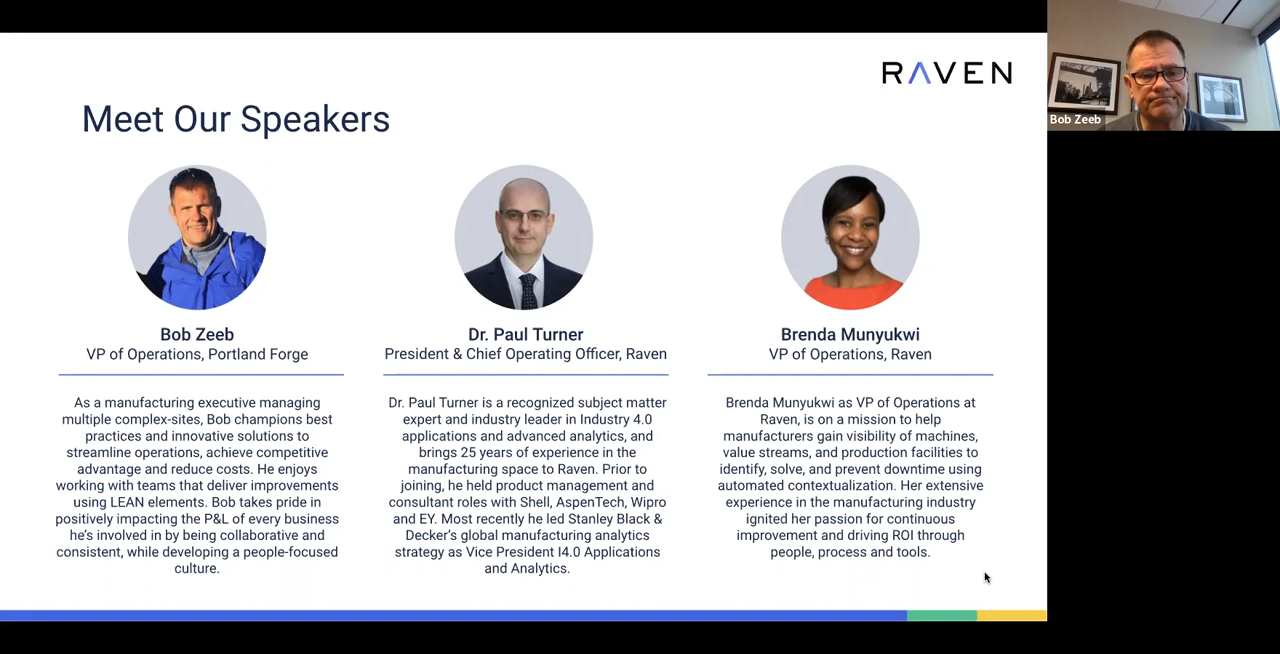 RAVEN
Bob Zeeb
Meet Our Speakers
Bob Zeeb
VP of Operations, Portland Forge
As a manufacturing executive managing
multiple complex-sites, Bob champions best
practices and innovative solutions to
streamline operations, achieve competitive
advantage and reduce costs. He enjoys
working with teams that deliver improvements
using LEAN elements. Bob takes pride in
positively impacting the P&L of every business
he's involved in by being collaborative and
consistent, while developing a people-focused
culture.
Dr. Paul Turner
President & Chief Operating Officer, Raven
Dr. Paul Turner is a recognized subject matter
expert and industry leader in Industry 4.0
applications and advanced analytics, and
brings 25 years of experience in the
manufacturing space to Raven. Prior to
joining, he held product management and
consultant roles with Shell, AspenTech, Wipro
and EY. Most recently he led Stanley Black &
Decker's global manufacturing analytics
strategy as Vice President I4.0 Applications
and Analytics.
Brenda Munyukwi
VP of Operations, Raven
Brenda Munyukwi as VP of Operations at
Raven, is on a mission to help
manufacturers gain visibility of machines,
value streams, and production facilities to
identify, solve, and prevent downtime using
automated contextualization. Her extensive
experience in the manufacturing industry
ignited her passion for continuous
improvement and driving ROI through
people, process and tools.